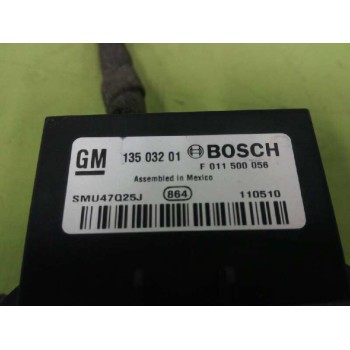 GM 135 032 01 BOSCH
F 011 500 056
Assembled in Mexico
SMU47Q25J 864 110510